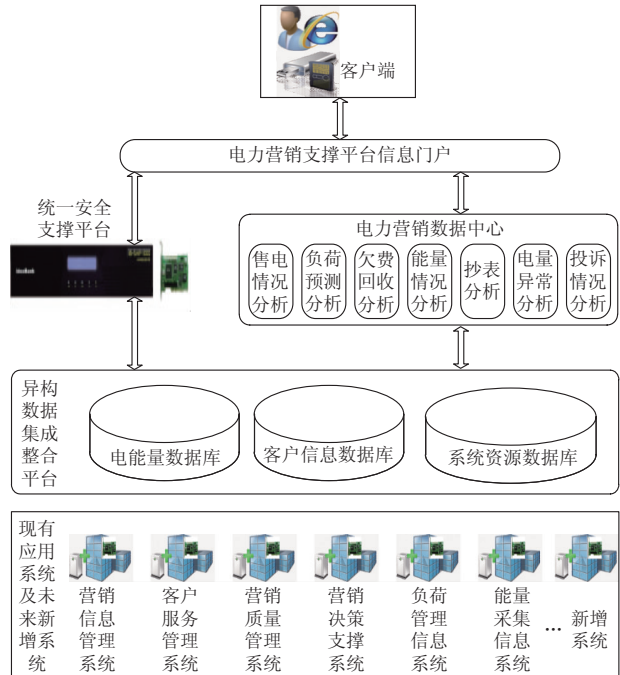 客户端
电力营销支撑平台信息门户
统一安全
支撑平台
电力营销数据中心
售电
情况
分析
负荷
预测
分析
欠费
回收
分析
能量
情况
分析
抄表
分析
电量
异常
分析
投诉
情况
分析
异构
数据
集成
整合
平台
电能量数据库
客户信息数据库
系统资源数据库
现有
应用
系统
及未
来新
增系
统
营销
信息
管理
系统
客户
服务
管理
系统
营销
质量
管理
系统
营销
决策
支撑
系统
负荷
管理
信息
系统
能量
采集
信息
系统
...
新增
系统